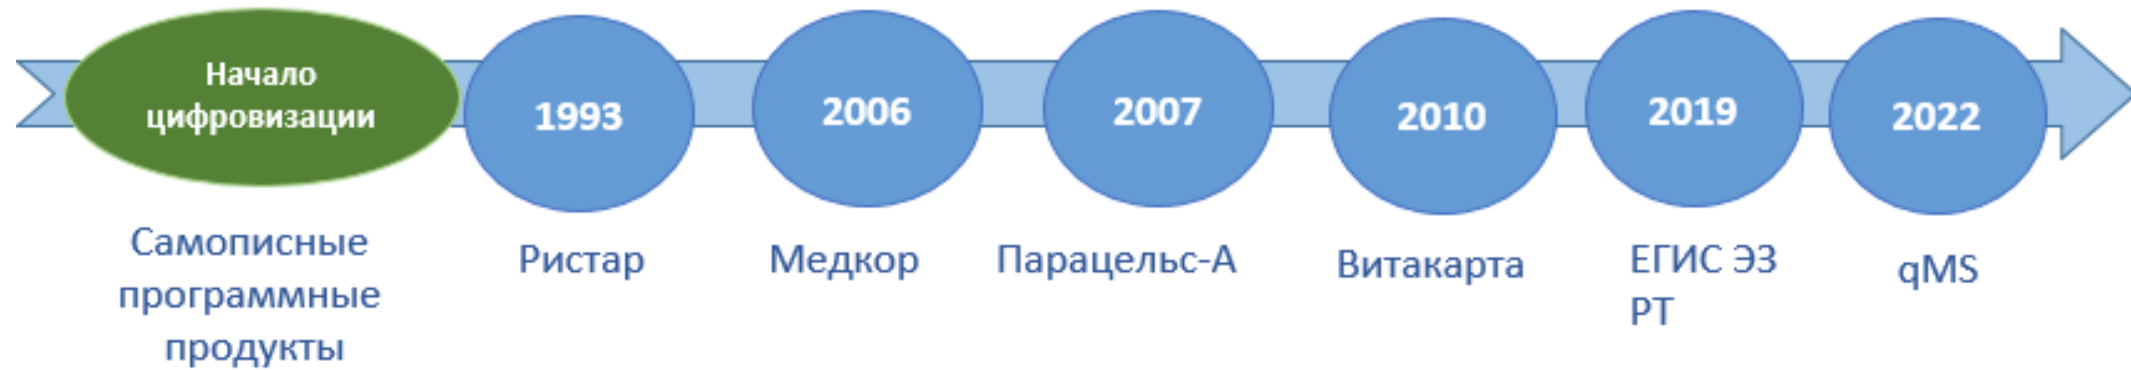 Начало
цифровизации
1993
2006
2007
2010
2019
2022
Самописные
программные
продукты
Ристар
Медкор
Парацельс-А
Витакарта
ЕГИС ЭЗ
РТ
qMS